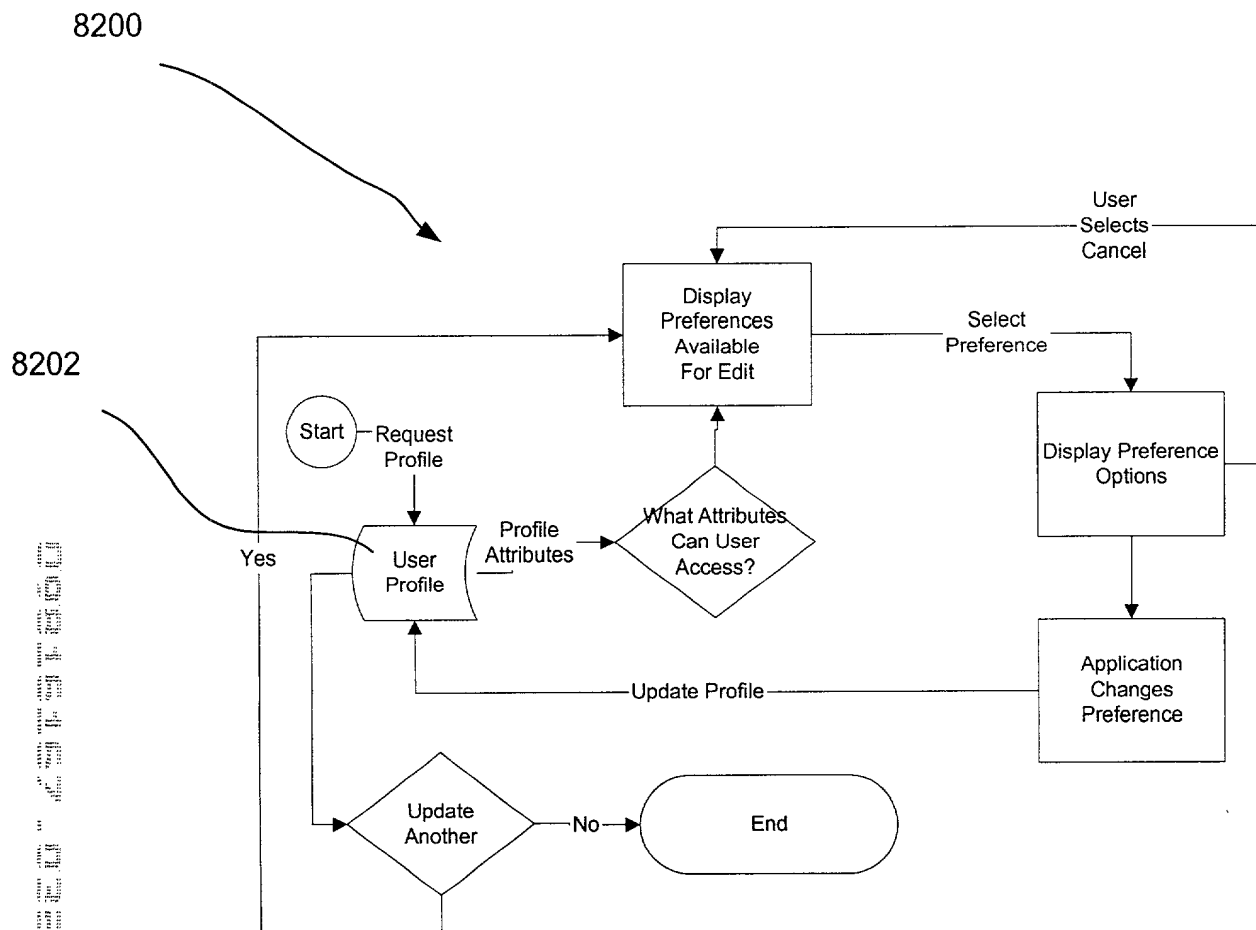 8200
User
Selects
Cancel
Display
Preferences
Available
For Edit
Select
Preference
8202
Start
Request
Profile
Display Preference
Options
What Attributes
Can User
Access?
Profile
Attributes
User
Profile
Yes
Application
Changes
Preference
Update Profile
Update
Another
No
End